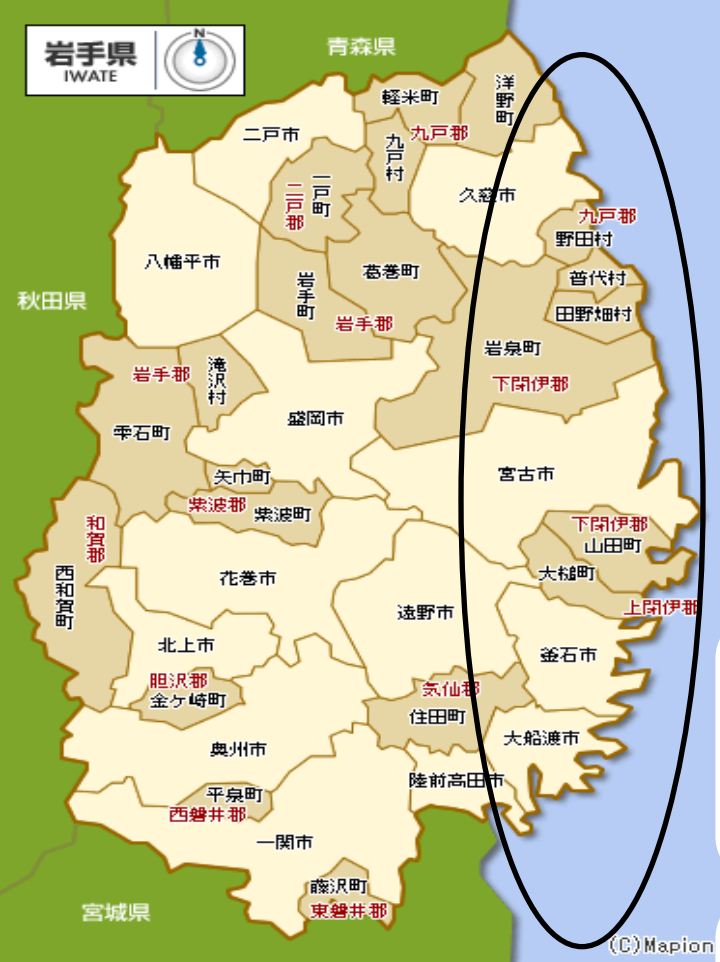 岩手県
IWATE
N
青森県
洋野町
軽米町
九戸郡
二戸市
九戸村
一戸町
二戸郡
久慈市
九戸郡
野田村
八幡平市
葛巻町
普代村
岩手町
田野畑村
秋田県
岩手郡
岩泉町
下閉伊郡
岩手郡
滝沢村
盛岡市
雫石町
宮古市
矢巾町
紫波郡
紫波町
下閉伊郡
山田町
和賀郡
大槌町
花巻市
西和賀町
遠野市
上閉伊郡
北上市
釜石市
胆沢郡
金ケ崎町
気仙郡
住田町
大船渡市
奥州市
陸前高田市
平泉町
西磐井郡
一関市
藤沢町
東磐井郡
宮城県
(C)Mapion